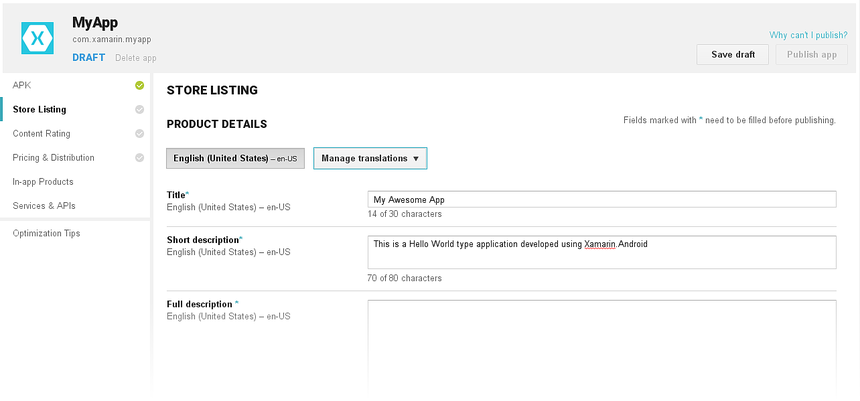 MyApp
com.xamarin.myapp
DRAFT Delete app
Why can't I publish?
Save draft
Publish app
APK
Store Listing
Content Rating
Pricing & Distribution
In-app Products
Services & APIs
Optimization Tips
STORE LISTING
PRODUCT DETAILS
Fields marked with * need to be filled before publishing.
English (United States) – en-US
Manage translations ▼
Title*
English (United States) – en-US
My Awesome App
14 of 30 characters
Short description*
English (United States) – en-US
This is a Hello World type application developed using Xamarin.Android
70 of 80 characters
Full description *
English (United States) – en-US